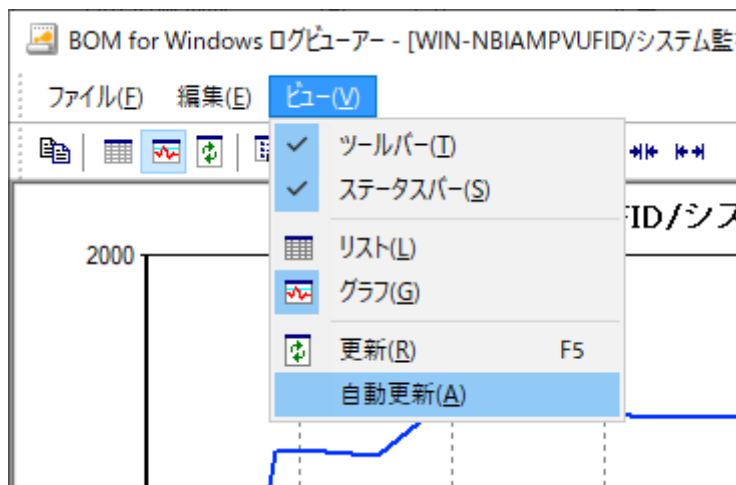 BOM for Windows ログビューアー - [WIN-NBIAMPVUFID/システム監
ファイル(F) 編集(E) ビュー(V)
ツールバー(T)
ステータスバー(S)
FID/シス
2000
リスト(L)
グラフ(G)
更新(R) F5
自動更新(A)